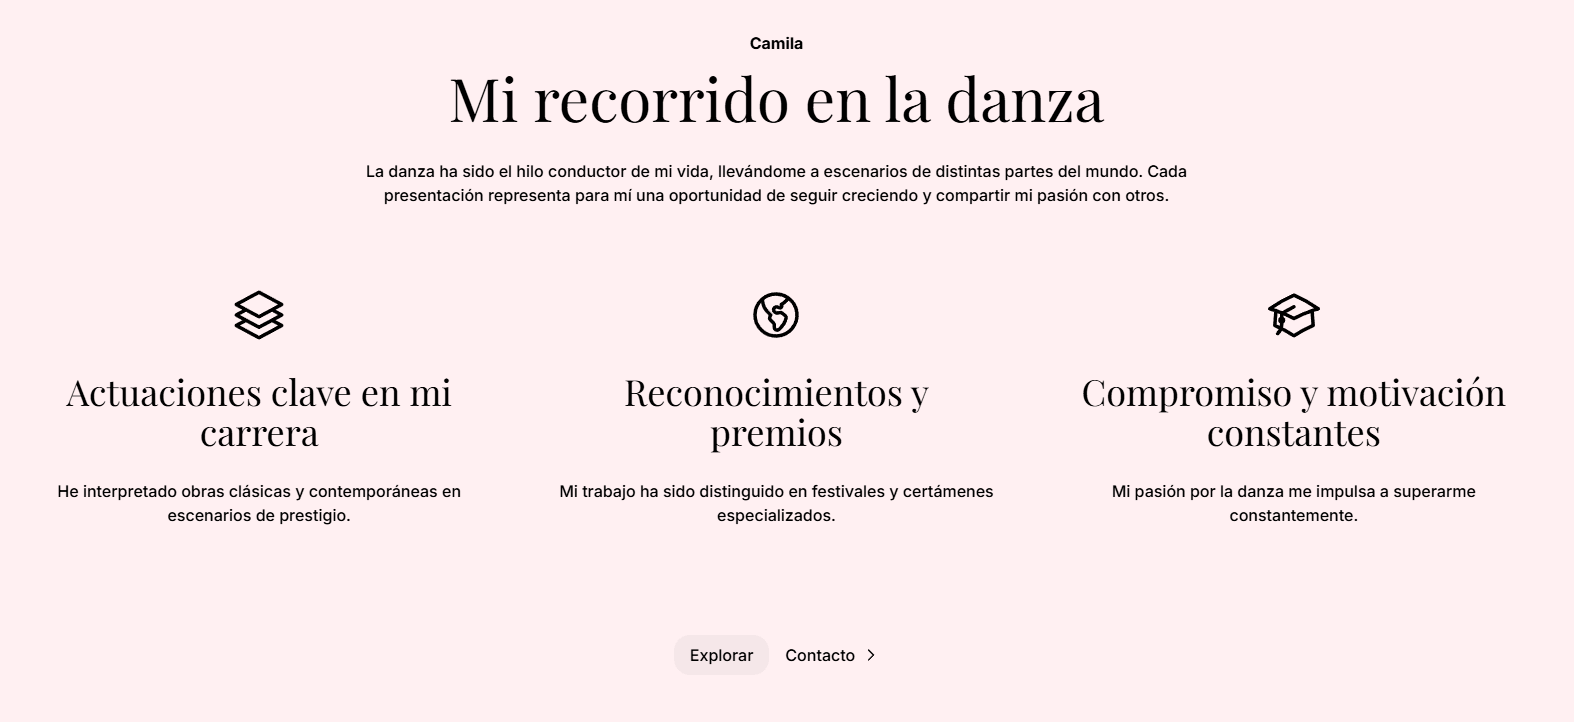 Camila
Mi recorrido en la danza
La danza ha sido el hilo conductor de mi vida, llevándome a escenarios de distintas partes del mundo. Cada
presentación representa para mí una oportunidad de seguir creciendo y compartir mi pasión con otros.
Actuaciones clave en mi
carrera
He interpretado obras clásicas y contemporáneas en
escenarios de prestigio.
Reconocimientos y
premios
Mi trabajo ha sido distinguido en festivales y certámenes
especializados.
Compromiso y motivación
constantes
Mi pasión por la danza me impulsa a superarme
constantemente.
Explorar
Contacto